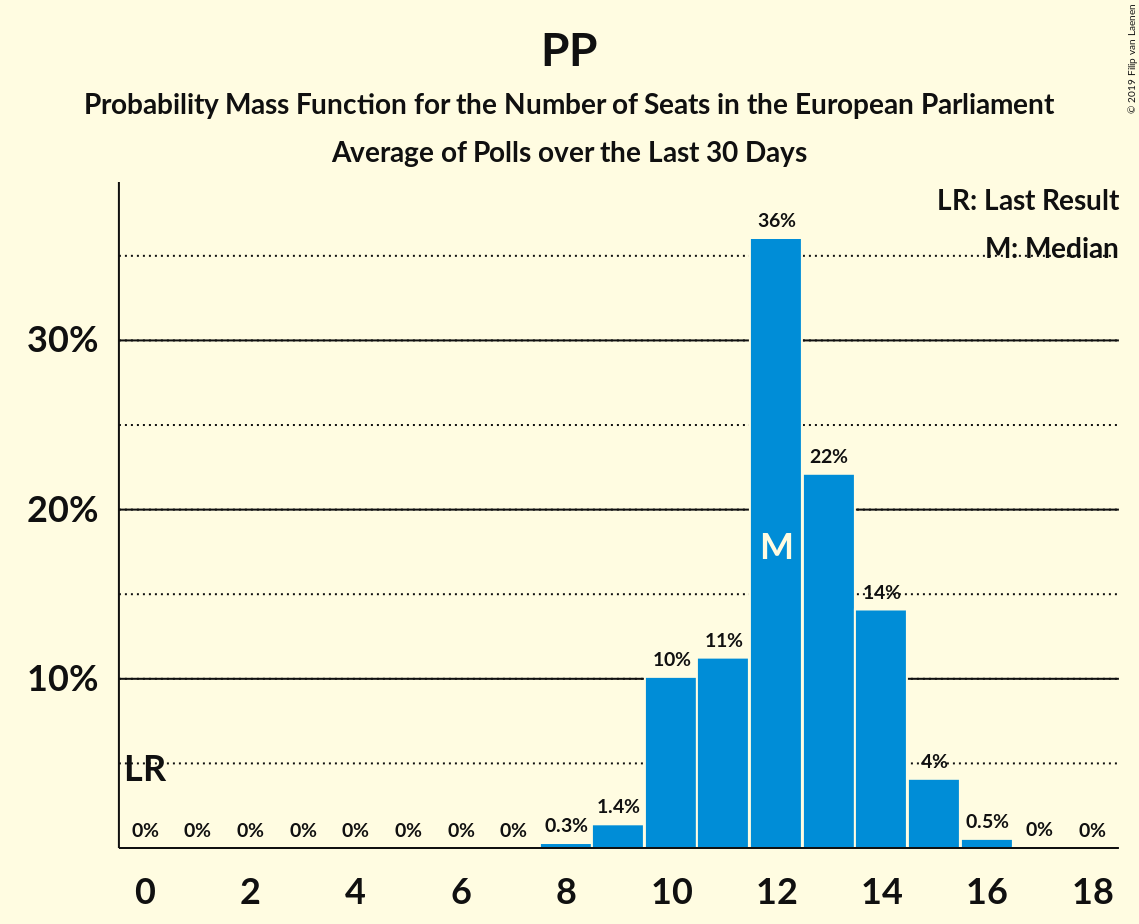 PP
Probability Mass Function for the Number of Seats in the European Parliament
Average of Polls over the Last 30 Days
© 2019 Filip van Laenen
LR: Last Result
M: Median
36%
30%
22%
20%
M
14%
11%
10%
10%
4%
LR
1.4%
0% 0% 0% 0% 0% 0% 0% 0% 0.3% 0.5% 0% 0%
0 2 4 6 8 10 12 14 16 18